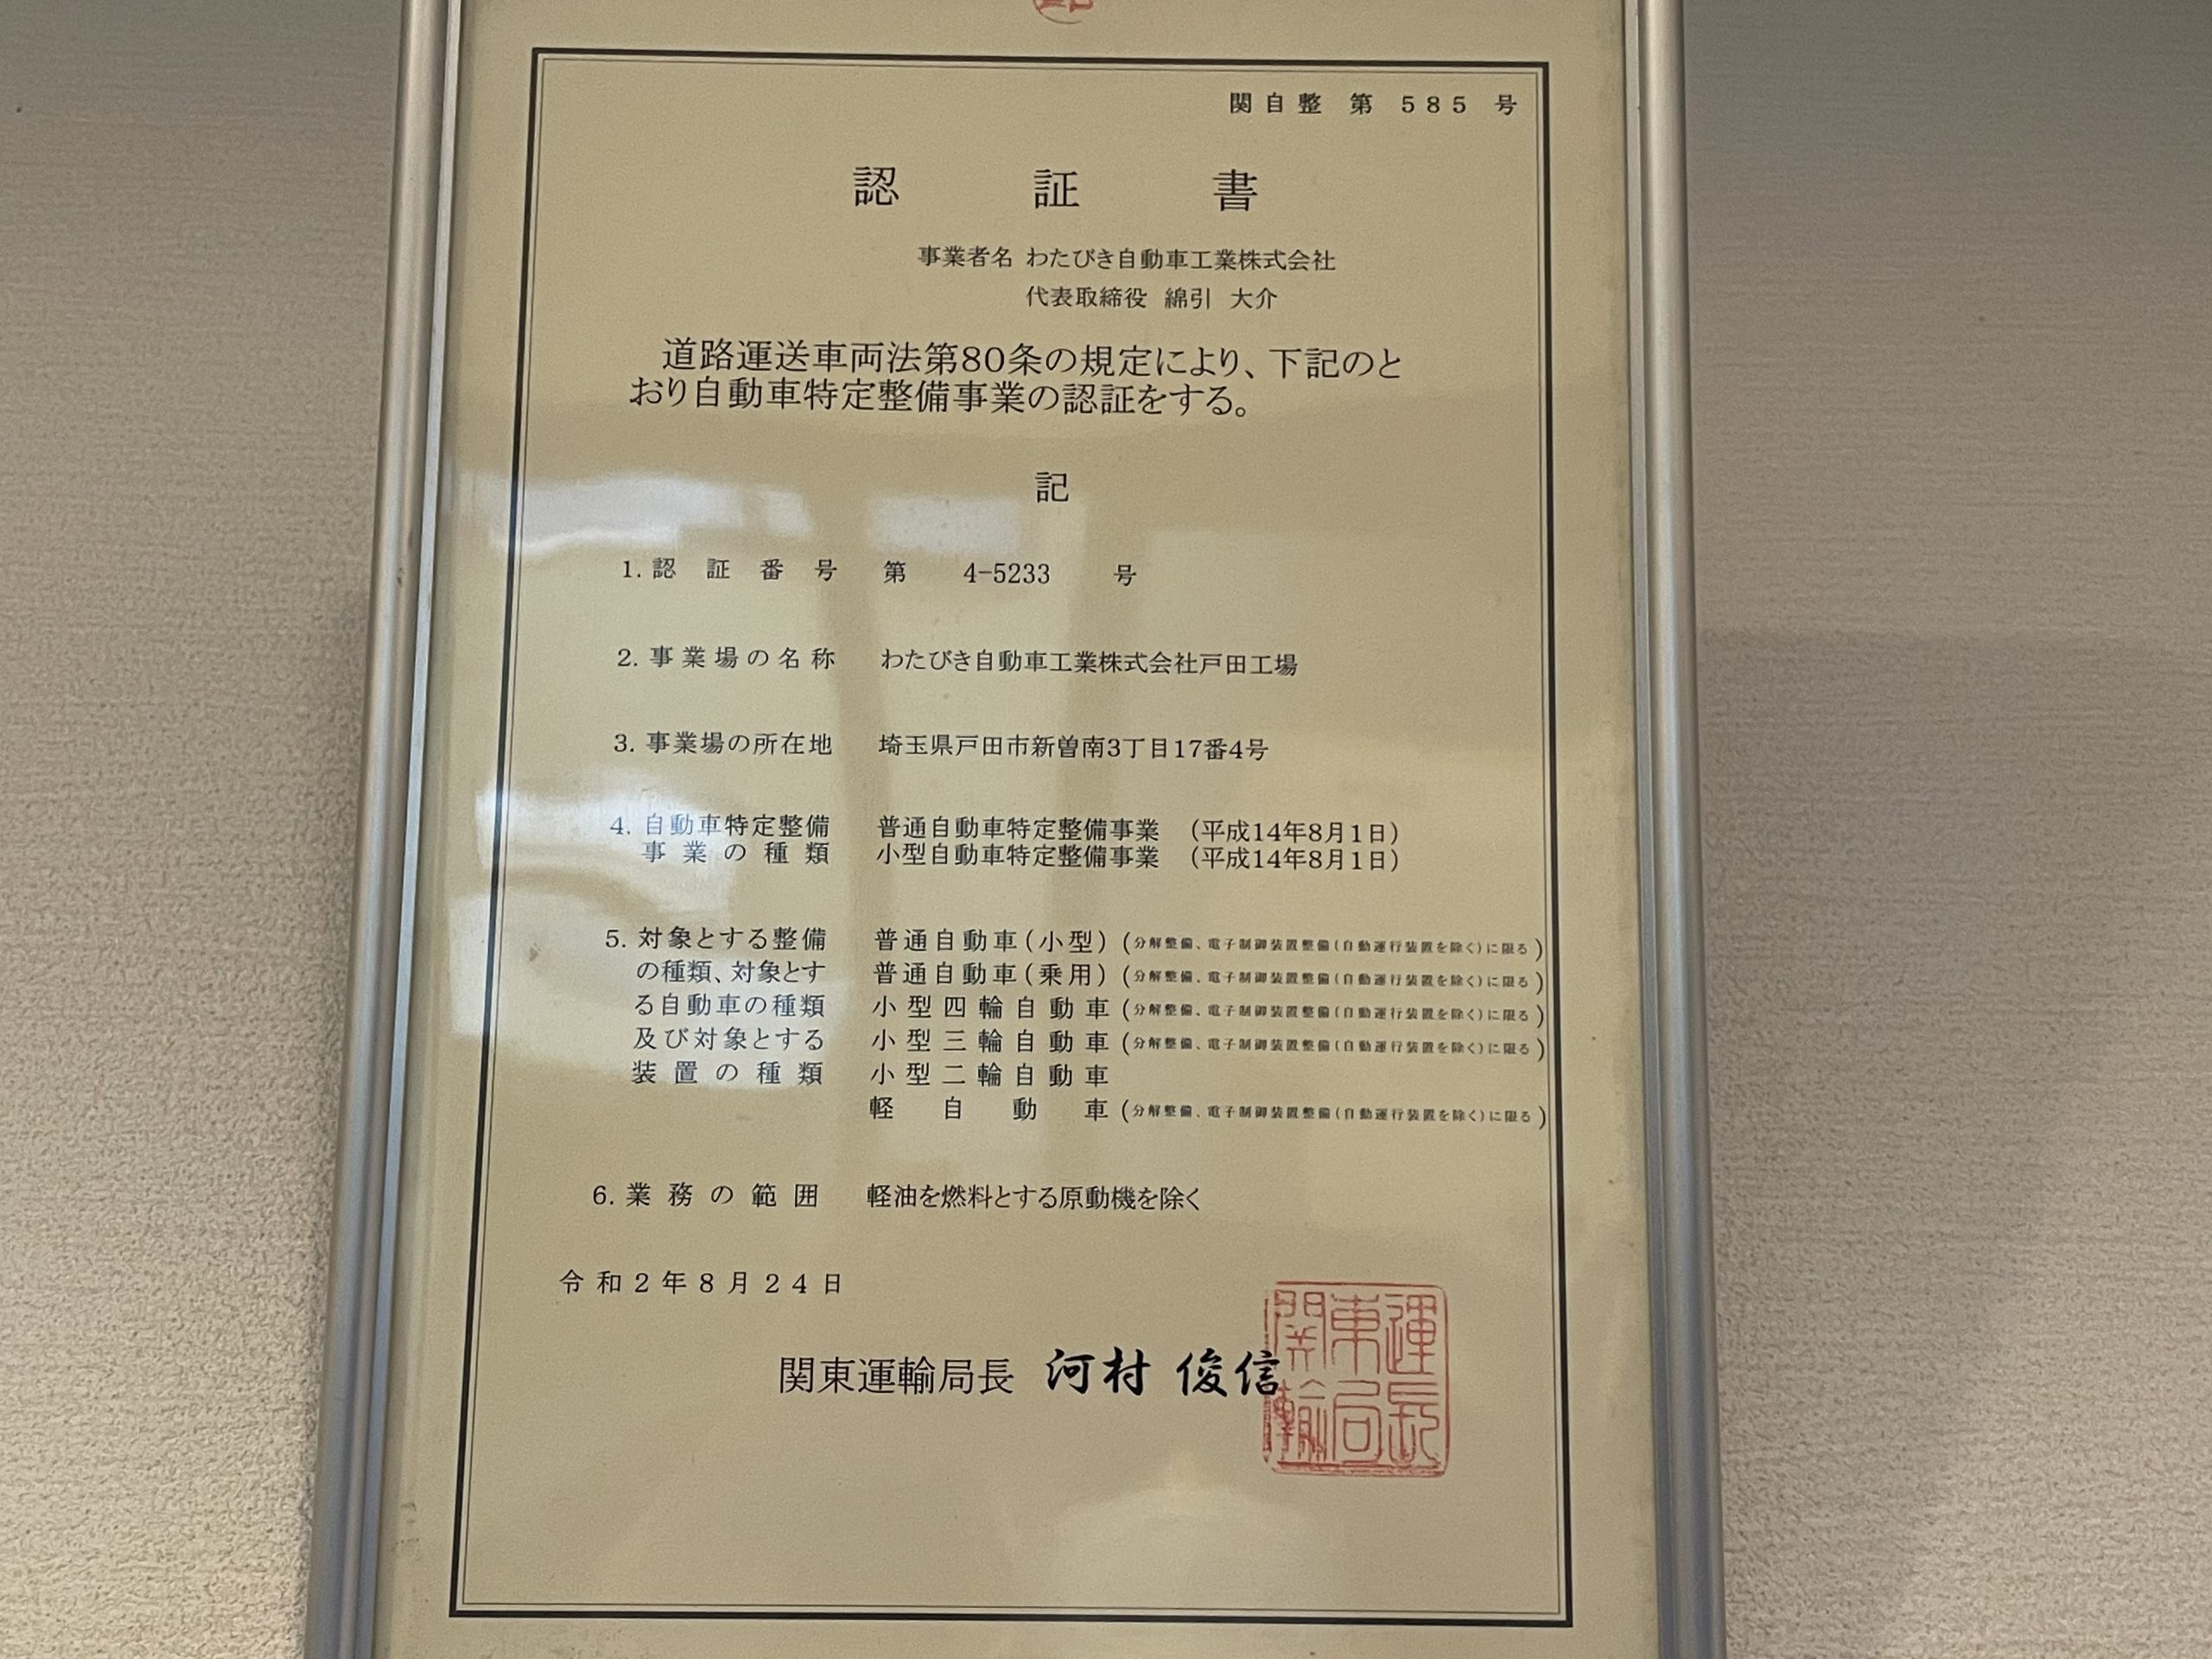 関自整 第 585 号
認証書
事業者名 わたびき自動車工業株式会社
代表取締役 綿引 大介
道路運送車両法第80条の規定により、下記のと
おり自動車特定整備事業の認証をする。
記
1. 認証番号 第 4-5233 号
2. 事業場の名称 わたびき自動車工業株式会社戸田工場
3. 事業場の所在地 埼玉県戸田市新曽南3丁目17番4号
4. 自動車特定整備 普通自動車特定整備事業 (平成14年8月1日)
事業の種類 小型自動車特定整備事業 (平成14年8月1日)
5. 対象とする整備 普通自動車(小型) (分解整備、電子制御装置整備(自動運行装置を除く)に限る)
の種類、対象とす 普通自動車(乗用) (分解整備、電子制御装置整備(自動運行装置を除く)に限る)
る自動車の種類 小型四輪自動車 (分解整備、電子制御装置整備(自動運行装置を除く)に限る)
及び対象とする 小型三輪自動車 (分解整備、電子制御装置整備(自動運行装置を除く)に限る)
装置の種類 小型二輪自動車
軽自動車 (分解整備、電子制御装置整備(自動運行装置を除く)に限る)
6. 業務の範囲 軽油を燃料とする原動機を除く
令和2年8月24日
関東運輸局長 河村 俊信
関東運輸局長